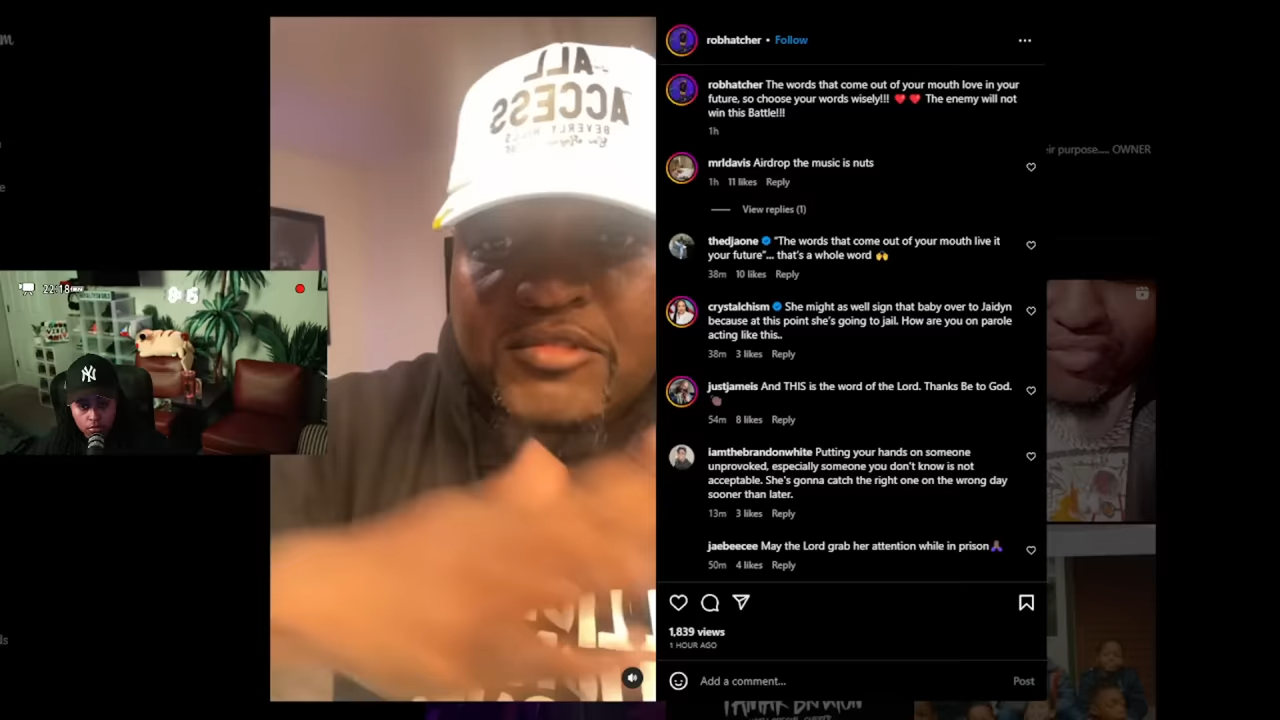 robhatcher • Follow
robhatcher The words that come out of your mouth love in your
future, so choose your words wisely!!! ❤️ ❤️ The enemy will not
win this Battle!!!
1h
mrldavis Airdrop the music is nuts
1h 11 likes Reply
View replies (1)
thedjaone "The words that come out of your mouth live it
your future"... that's a whole word 🙌
38m 10 likes Reply
crystalchism She might as well sign that baby over to Jaidyn
because at this point she's going to jail. How are you on parole
acting like this..
38m 3 likes Reply
justjameis And THIS is the word of the Lord. Thanks Be to God.
54m 8 likes Reply
iamthebrandonwhite Putting your hands on someone
unprovoked, especially someone you don't know is not
acceptable. She's gonna catch the right one on the wrong day
sooner than later.
13m 3 likes Reply
jaebeecee May the Lord grab her attention while in prison🙏🏾
50m 4 likes Reply
1,839 views
1 HOUR AGO
Add a comment... Post
ALL
ACCESS
BEVERLY HILLS
22:18
eir purpose.... OWNER
TAMAR BRAXTON